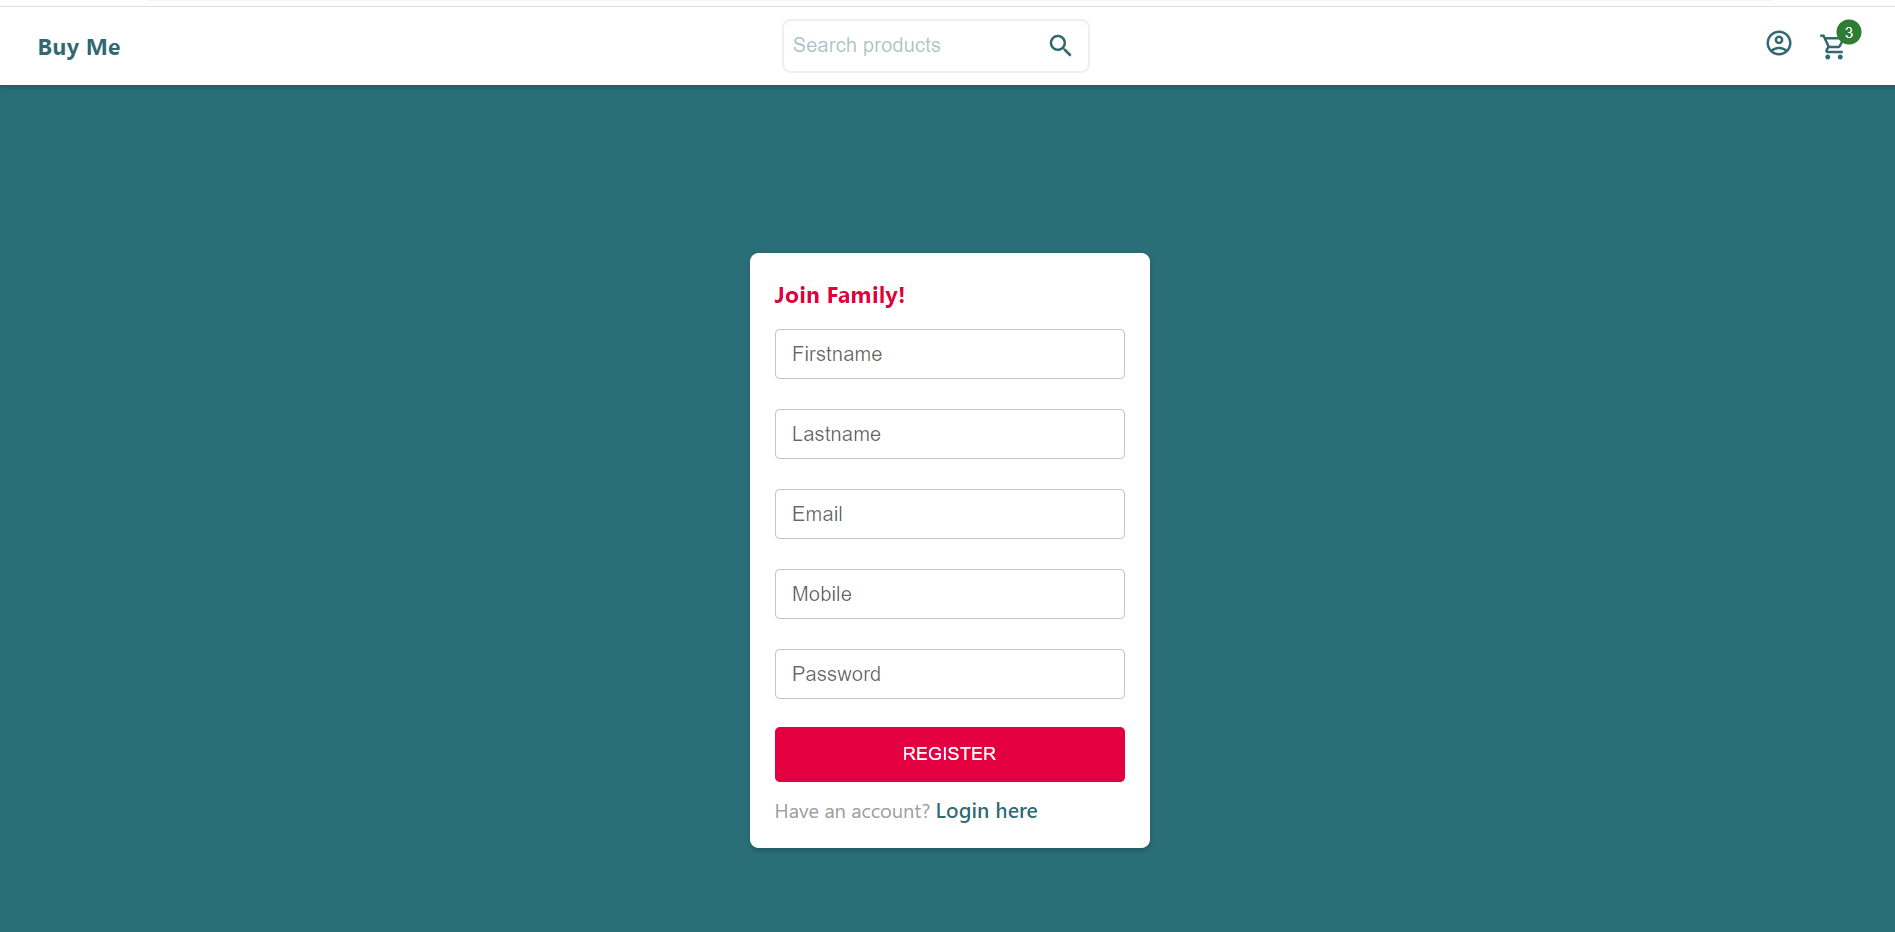 Buy Me
Search products
3
Join Family!
Firstname
Lastname
Email
Mobile
Password
REGISTER
Have an account? Login here